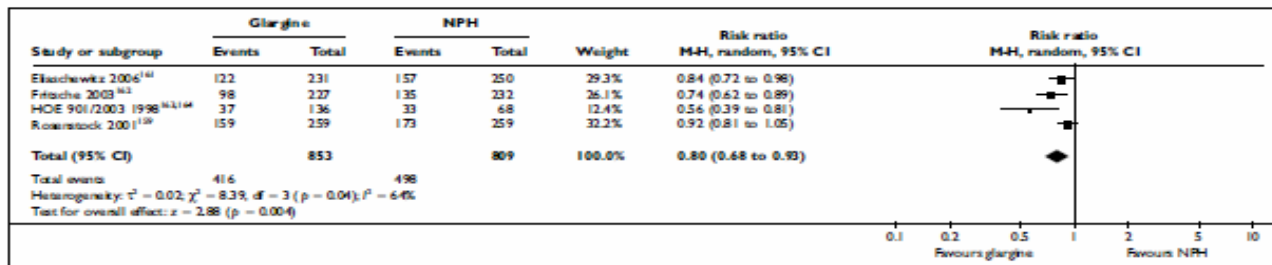 Glargine NPH Risk ratio Risk ratio
Study or subgroup Events Total Events Total Weight M-H, random, 95% CI M-H, random, 95% CI
Eliaschewitz 2006¹⁶¹ 122 231 157 250 29.3% 0.84 (0.72 to 0.98)
Fritsche 2003¹⁶² 98 227 135 232 26.1% 0.74 (0.62 to 0.89)
HOE 901/2003 1998¹⁶³,¹⁶⁴ 37 136 33 68 12.4% 0.56 (0.39 to 0.81)
Rosenstock 2001¹⁵⁹ 159 259 173 259 32.2% 0.92 (0.81 to 1.05)
Total (95% CI) 853 809 100.0% 0.80 (0.68 to 0.93)
Total events 416 498
Heterogeneity: τ² = 0.02; χ² = 8.39, df = 3 (p = 0.04); I² = 64%
Test for overall effect: z = 2.88 (p = 0.004)
0.1 0.2 0.5 1 2 5 10
Favours glargine Favours NPH